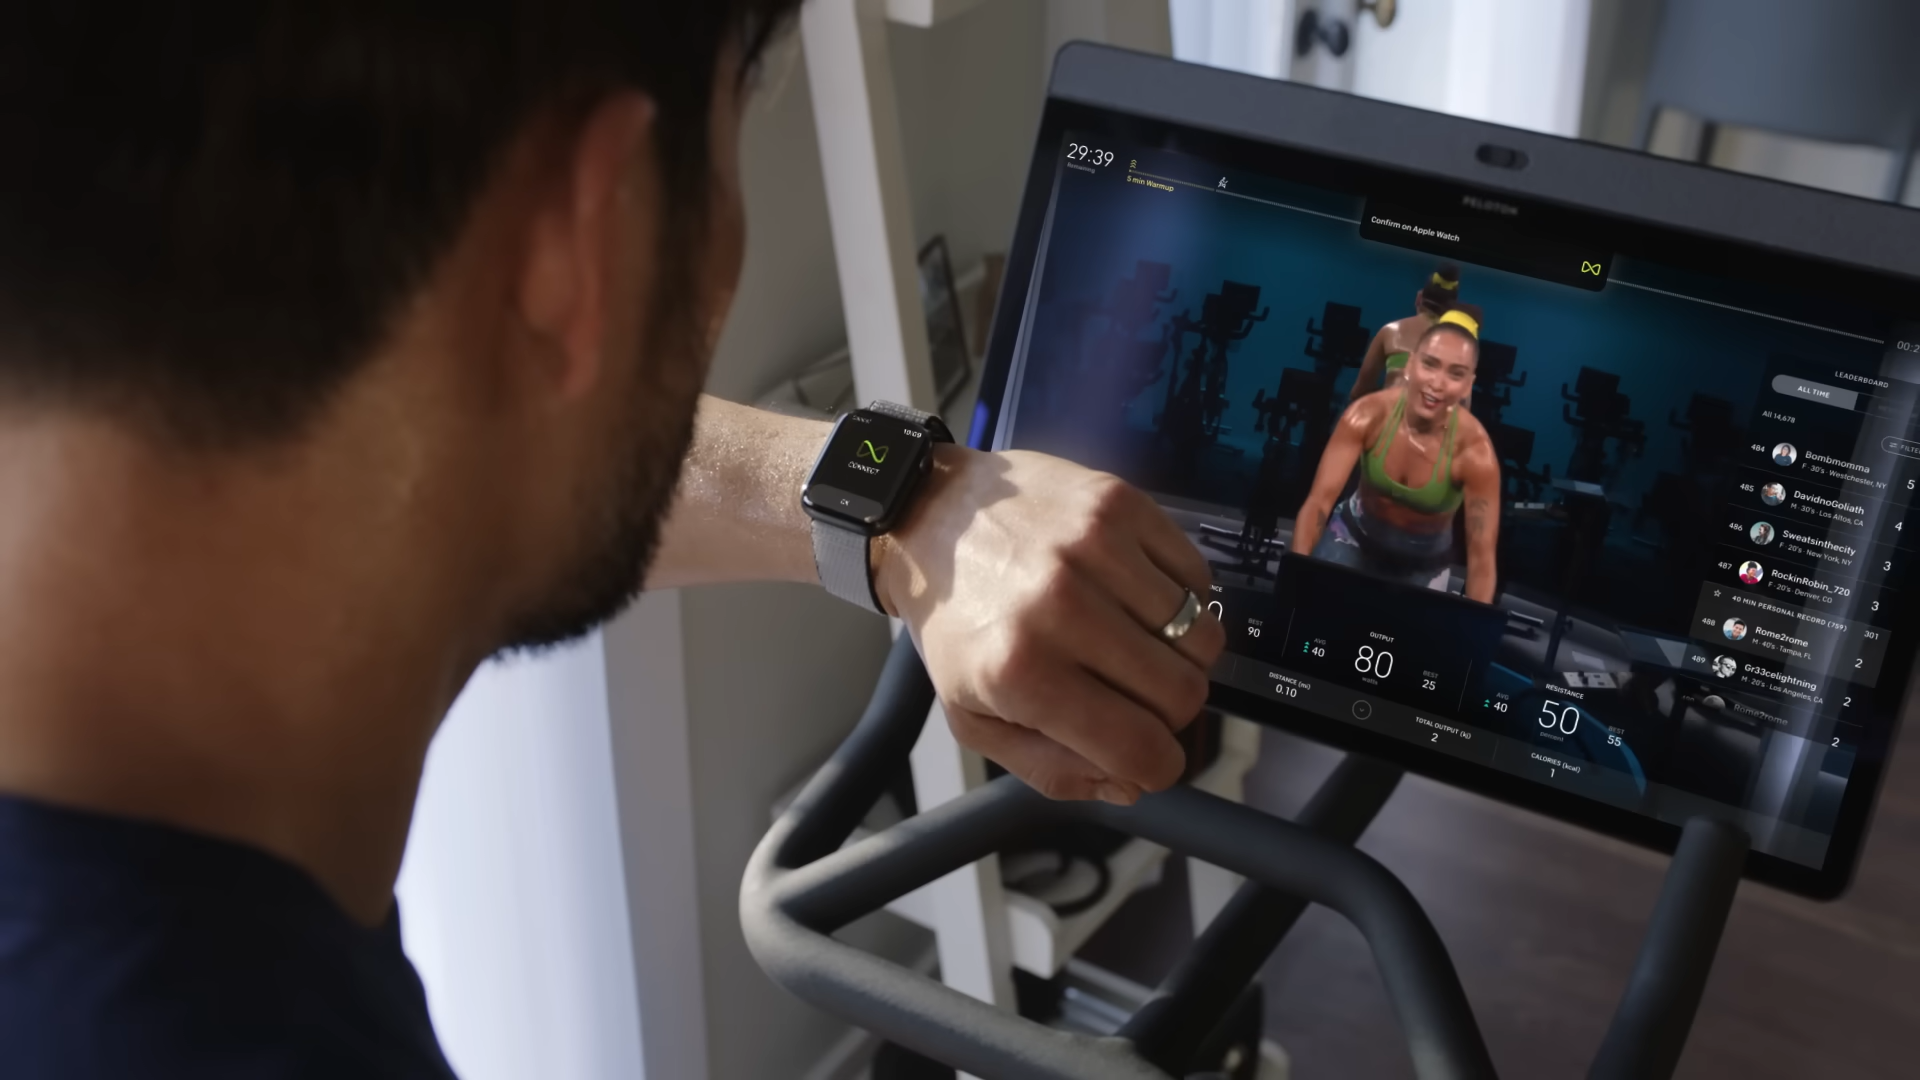 29:39
Remaining
5 min Warmup
PELOTON
Confirm on Apple Watch
10:09
CONNECT
OK
LEADERBOARD
ALL TIME
All 14,678
484
Bombmomma
F 30's · Westchester, NY
5
485
DavidnoGoliath
M 30's · Los Altos, CA
4
486
Sweatsinthecity
F 20's · New York, NY
3
487
RockinRobin_720
F 20's · Denver, CO
3
40 MIN PERSONAL RECORD (759)
301
488
Rome2rome
M 40's · Tampa, FL
2
489
Gr33celightning
M 20's · Los Angeles, CA
2
Rome2rome
2
BEST
90
AVG
40
OUTPUT
80
watts
BEST
25
AVG
40
RESISTANCE
50
percent
BEST
55
DISTANCE (mi)
0.10
TOTAL OUTPUT (kj)
2
CALORIES (kcal)
1